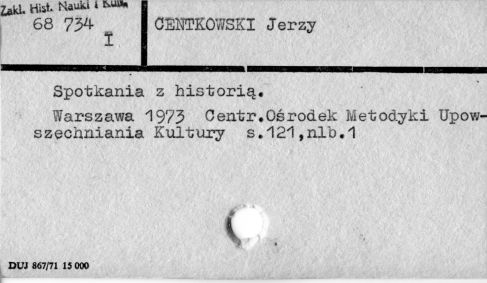 Zakl. Hist. Nauki i Kult.
68 734
I
CENTKOWSKI Jerzy
Spotkania z historią.
Warszawa 1973 Centr.Ośrodek Metodyki Upow-
szechniania Kultury s.121,nlb.1
DUJ 867/71 15 000